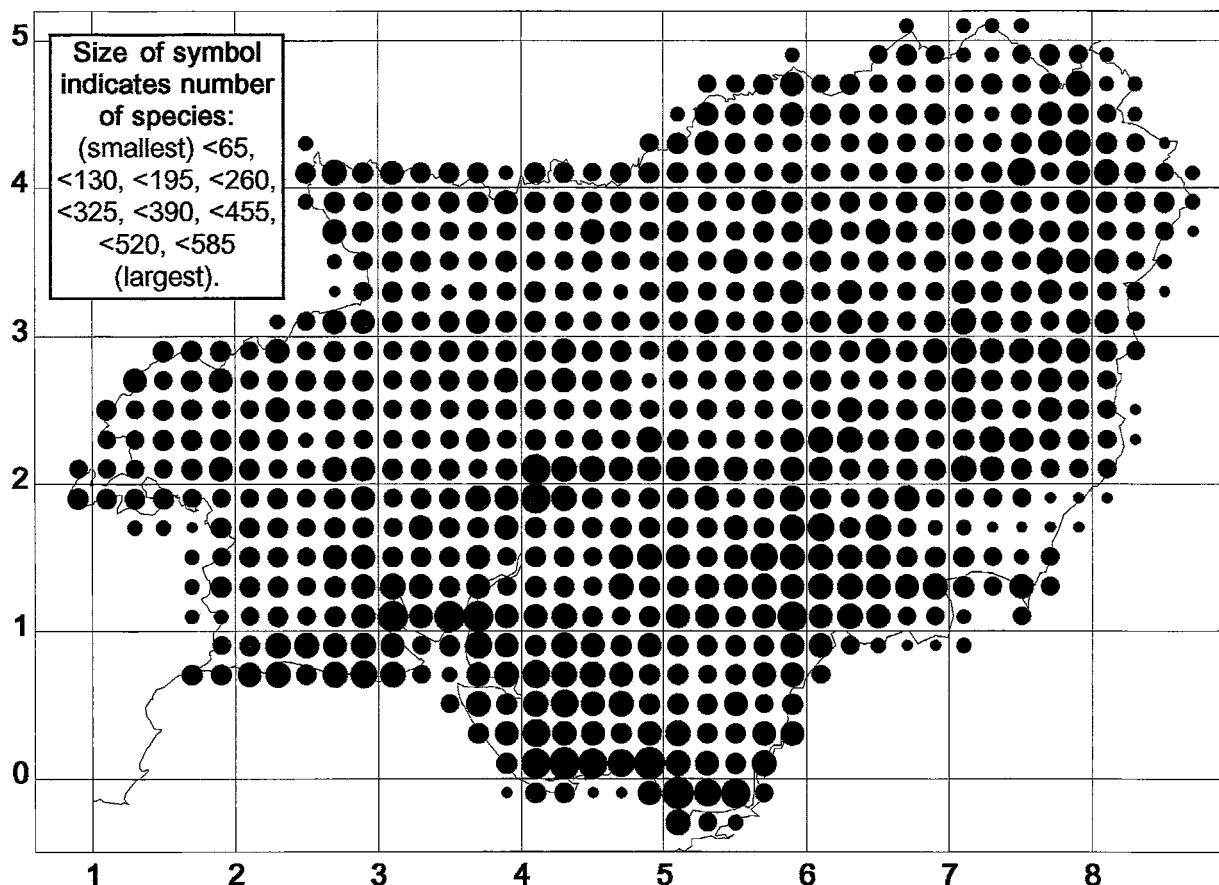 Size of symbol
indicates number
of species:
(smallest) <65,
<130, <195, <260,
<325, <390, <455,
<520, <585
(largest).
5
4
3
2
1
0
1 2 3 4 5 6 7 8